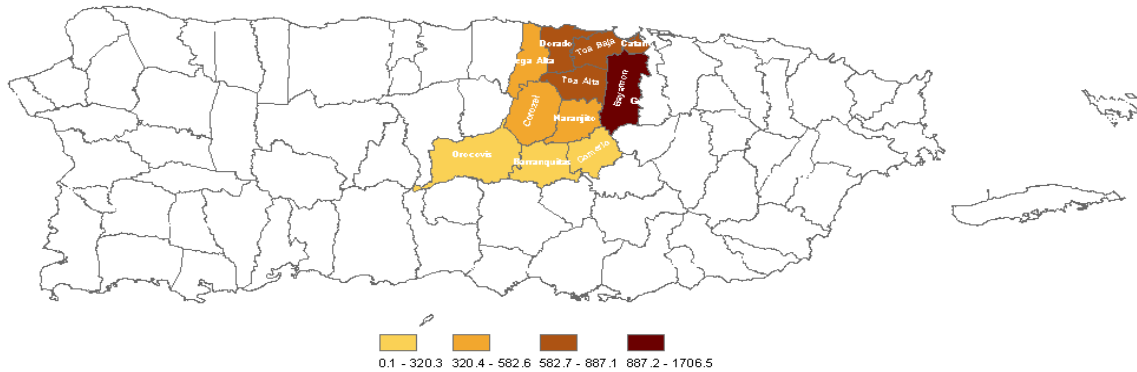 Dorado
Toa Baja
Catañ
ega Alta
Toa Alta
Bayamon
G
Corozal
Naranjito
Orocovis
Barranquitas
Comerio
0.1 - 320.3
320.4 - 582.6
582.7 - 887.1
887.2 - 1706.5